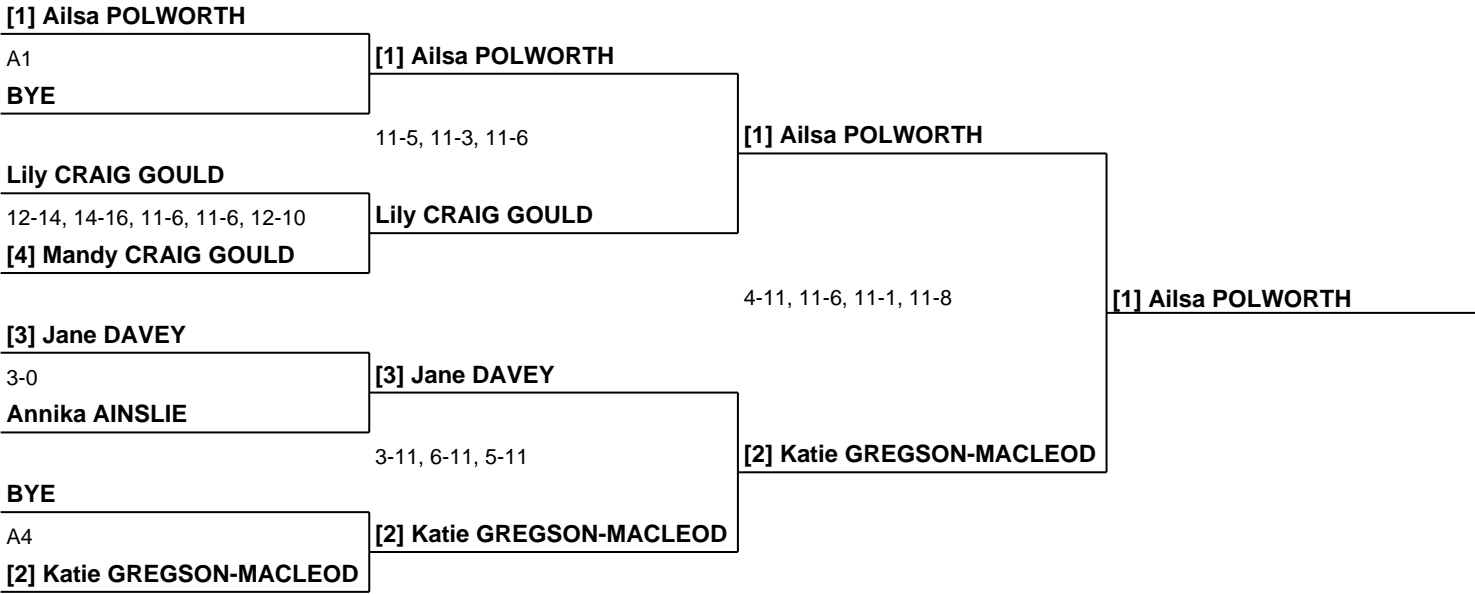 [1] Ailsa POLWORTH
A1
BYE
[1] Ailsa POLWORTH
11-5, 11-3, 11-6
Lily CRAIG GOULD
12-14, 14-16, 11-6, 11-6, 12-10
[4] Mandy CRAIG GOULD
Lily CRAIG GOULD
[1] Ailsa POLWORTH
4-11, 11-6, 11-1, 11-8
[1] Ailsa POLWORTH
[3] Jane DAVEY
3-0
Annika AINSLIE
[3] Jane DAVEY
3-11, 6-11, 5-11
[2] Katie GREGSON-MACLEOD
BYE
A4
[2] Katie GREGSON-MACLEOD
[2] Katie GREGSON-MACLEOD